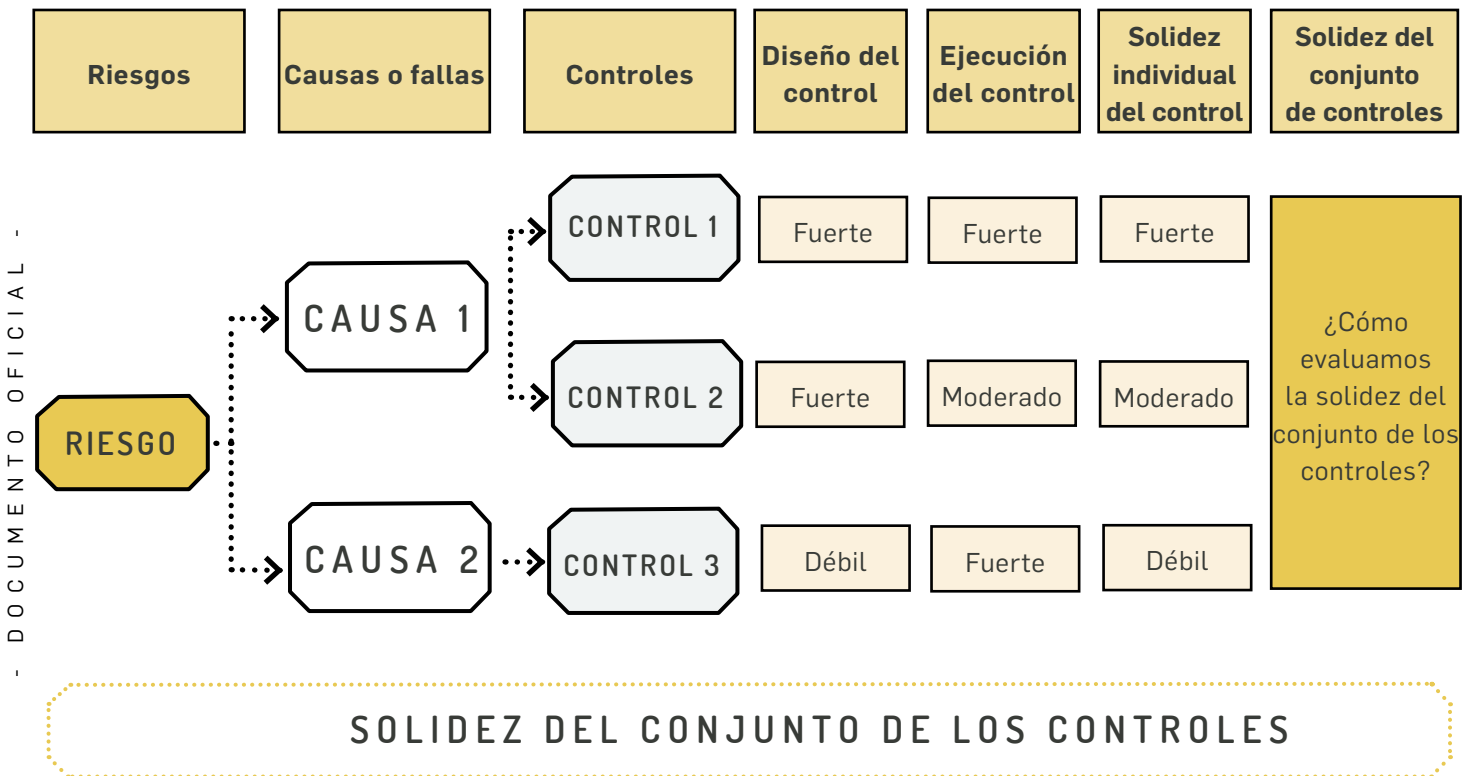 Riesgos
Causas o fallas
Controles
Diseño del
control
Ejecución
del control
Solidez
individual
del control
Solidez del
conjunto
de controles
- DOCUMENTO OFICIAL -
RIESGO
CAUSA 1
CONTROL 1
Fuerte
Fuerte
Fuerte
CONTROL 2
Fuerte
Moderado
Moderado
CAUSA 2
CONTROL 3
Débil
Fuerte
Débil
¿Cómo
evaluamos
la solidez del
conjunto de los
controles?
SOLIDEZ DEL CONJUNTO DE LOS CONTROLES